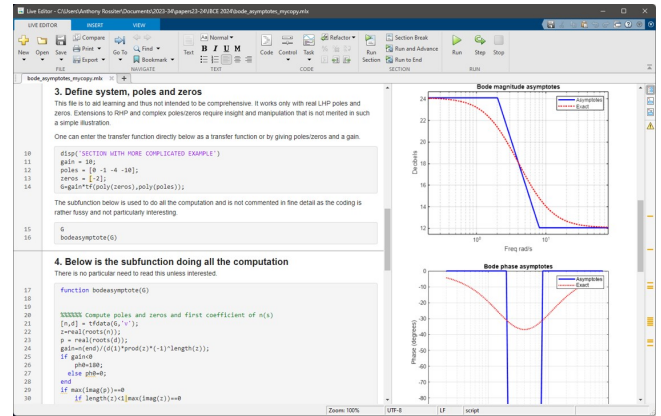 Live Editor - C:\Users\Anthony Rossiter\Documents\2023-34\papers23-24\JBCE 2024\bode_asymptotes_mycopy.mlx
LIVE EDITOR INSERT VIEW
New Open Save Compare Print Export
Go To Find Bookmark
Text Normal B I U M
Code Control Task Refactor
Run Section Section Break Run and Advance Run to End
Run Step Stop
FILE NAVIGATE TEXT CODE SECTION RUN
bode_asymptotes_mycopy.mlx
3. Define system, poles and zeros
This file is to aid learning and thus not intended to be comprehensive. It works only with real LHP poles and
zeros. Extensions to RHP and complex poles/zeros require insight and manipulation that is not merited in such
a simple illustration.
One can enter the transfer function directly below as a transfer function or by giving poles/zeros and a gain.
10 disp('SECTION WITH MORE COMPLICATED EXAMPLE')
11 gain = 10;
12 poles = [0 -1 -4 -10];
13 zeros = [-2];
14 G=gain*tf(poly(zeros),poly(poles));
The subfunction below is used to do all the computation and is not commented in fine detail as the coding is
rather fussy and not particularly interesting.
15 G
16 bodeasymptote(G)
4. Below is the subfunction doing all the computation
There is no particular need to read this unless interested.
17 function bodeasymptote(G)
18
19
20 %%%%%% Compute poles and zeros and first coefficient of n(s)
21 [n,d] = tfdata(G,'v');
22 z=real(roots(n));
23 p = real(roots(d));
24 gain=n(end)/(d(1)*prod(z)*(-1)^length(z));
25 if gain<0
26 ph0=180;
27 else ph0=0;
28 end
29 if max(imag(p))==0
30 if length(z)<1|max(imag(z))==0
Bode magnitude asymptotes
Asymptotes
Exact
24
22
20
18
16
14
12
Decibels
10^0 10^1
Freq rad/s
Bode phase asymptotes
Asymptotes
Exact
0
-10
-20
-30
-40
-50
-60
-70
-80
Phase (degrees)
Zoom: 100% UTF-8 LF script